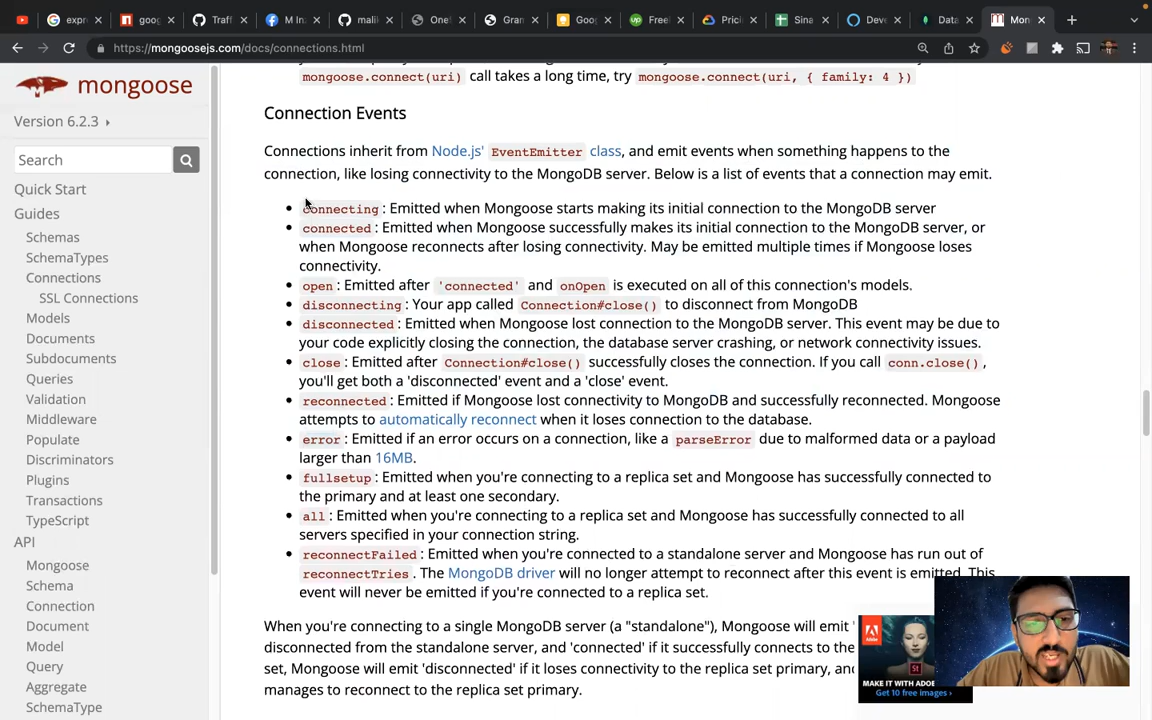 expr
goog
Traff
M In
mali
One
Gran
Goo
Freel
Pricii
Sina
Deve
Data
Mon
https://mongoosejs.com/docs/connections.html
mongoose.connect(uri) call takes a long time, try mongoose.connect(uri, { family: 4 })
mongoose
Version 6.2.3
Search
Quick Start
Guides
Schemas
SchemaTypes
Connections
SSL Connections
Models
Documents
Subdocuments
Queries
Validation
Middleware
Populate
Discriminators
Plugins
Transactions
TypeScript
API
Mongoose
Schema
Connection
Document
Model
Query
Aggregate
SchemaType
Connection Events
Connections inherit from Node.js' EventEmitter class, and emit events when something happens to the
connection, like losing connectivity to the MongoDB server. Below is a list of events that a connection may emit.
connecting: Emitted when Mongoose starts making its initial connection to the MongoDB server
connected: Emitted when Mongoose successfully makes its initial connection to the MongoDB server, or
when Mongoose reconnects after losing connectivity. May be emitted multiple times if Mongoose loses
connectivity.
open: Emitted after 'connected' and onOpen is executed on all of this connection's models.
disconnecting: Your app called Connection#close() to disconnect from MongoDB
disconnected: Emitted when Mongoose lost connection to the MongoDB server. This event may be due to
your code explicitly closing the connection, the database server crashing, or network connectivity issues.
close: Emitted after Connection#close() successfully closes the connection. If you call conn.close(),
you'll get both a 'disconnected' event and a 'close' event.
reconnected: Emitted if Mongoose lost connectivity to MongoDB and successfully reconnected. Mongoose
attempts to automatically reconnect when it loses connection to the database.
error: Emitted if an error occurs on a connection, like a parseError due to malformed data or a payload
larger than 16MB.
fullsetup: Emitted when you're connecting to a replica set and Mongoose has successfully connected to
the primary and at least one secondary.
all: Emitted when you're connecting to a replica set and Mongoose has successfully connected to all
servers specified in your connection string.
reconnectFailed: Emitted when you're connected to a standalone server and Mongoose has run out of
reconnectTries. The MongoDB driver will no longer attempt to reconnect after this event is emitted. This
event will never be emitted if you're connected to a replica set.
When you're connecting to a single MongoDB server (a "standalone"), Mongoose will emit '
disconnected from the standalone server, and 'connected' if it successfully connects to the
set, Mongoose will emit 'disconnected' if it loses connectivity to the replica set primary, and
manages to reconnect to the replica set primary.
Adobe
St
MAKE IT WITH ADOBE
Get 10 free images ›